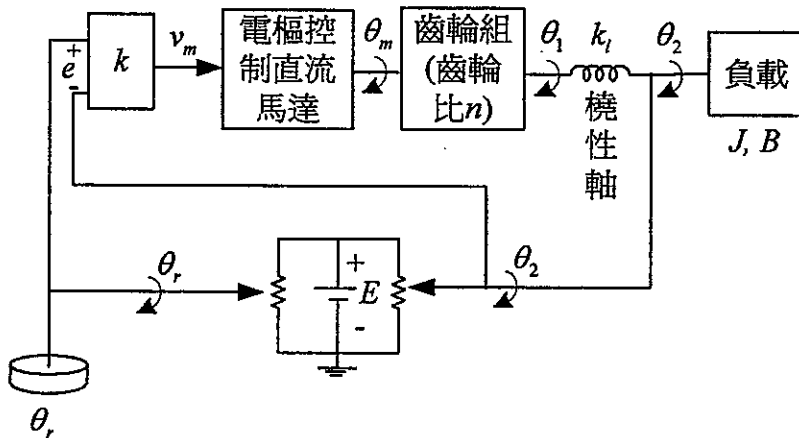 e
+
-
k
v_m
電樞控
制直流
馬達
θ_m
齒輪組
(齒輪
比n)
θ_1
k_l
橈
性
軸
θ_2
負載
J, B
θ_r
+
E
-
θ_2
θ_r